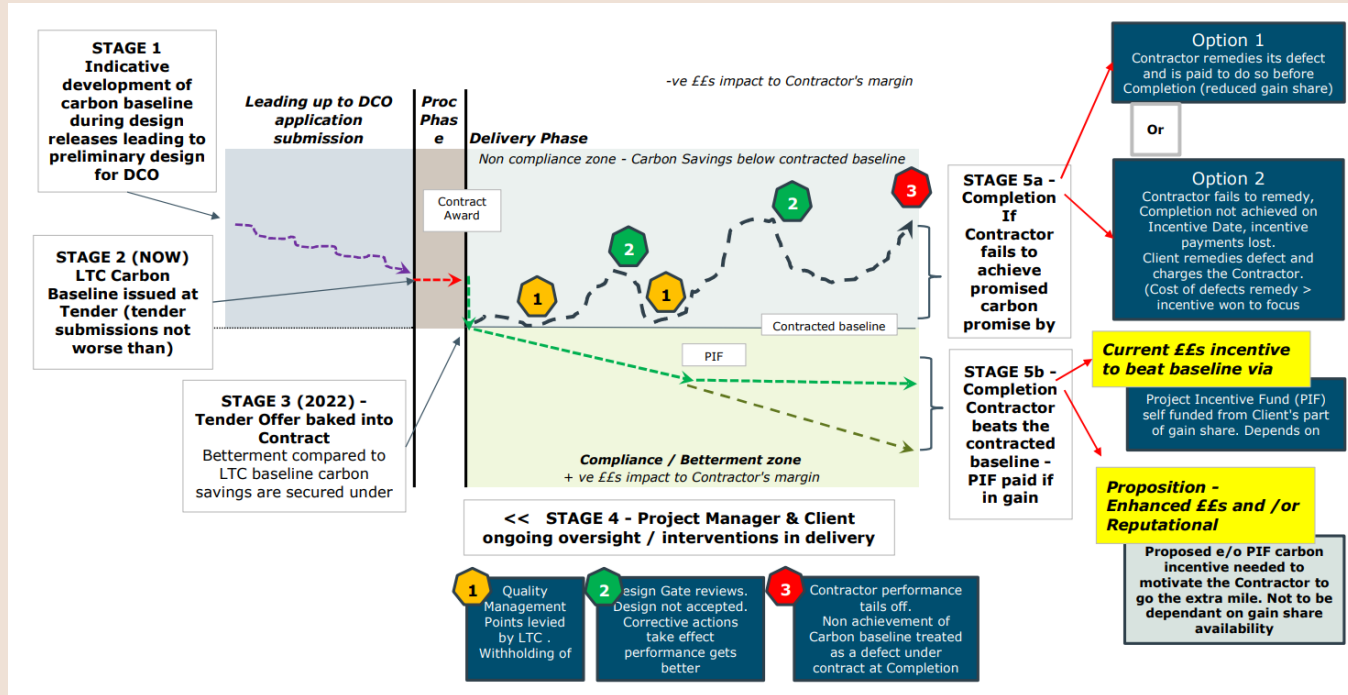 STAGE 1
Indicative
development of
carbon baseline
during design
releases leading to
preliminary design
for DCO
STAGE 2 (NOW)
LTC Carbon
Baseline issued at
Tender (tender
submissions not
worse than)
STAGE 3 (2022) –
Tender Offer baked into
Contract
Betterment compared to
LTC baseline carbon
savings are secured under
Leading up to DCO
application
submission
Proc
Phas
e
Delivery Phase
-ve ££s impact to Contractor's margin
Non compliance zone - Carbon Savings below contracted baseline
Contract
Award
1
2
1
2
3
Contracted baseline
PIF
Compliance / Betterment zone
+ ve ££s impact to Contractor's margin
<< STAGE 4 - Project Manager & Client
ongoing oversight / interventions in delivery
1
Quality
Management
Points levied
by LTC .
Withholding of
2
esign Gate reviews.
Design not accepted.
Corrective actions
take effect
performance gets
better
3
Contractor performance
tails off.
Non achievement of
Carbon baseline treated
as a defect under
contract at Completion
STAGE 5a –
Completion
If
Contractor
fails to
achieve
promised
carbon
promise by
STAGE 5b –
Completion
Contractor
beats the
contracted
baseline –
PIF paid if
in gain
Option 1
Contractor remedies its defect
and is paid to do so before
Completion (reduced gain share)
Or
Option 2
Contractor fails to remedy,
Completion not achieved on
Incentive Date, incentive
payments lost.
Client remedies defect and
charges the Contractor.
(Cost of defects remedy >
incentive won to focus
Current ££s incentive
to beat baseline via
Project Incentive Fund (PIF)
self funded from Client's part
of gain share. Depends on
Proposition –
Enhanced ££s and /or
Reputational
Proposed e/o PIF carbon
incentive needed to
motivate the Contractor to
go the extra mile. Not to be
dependant on gain share
availability